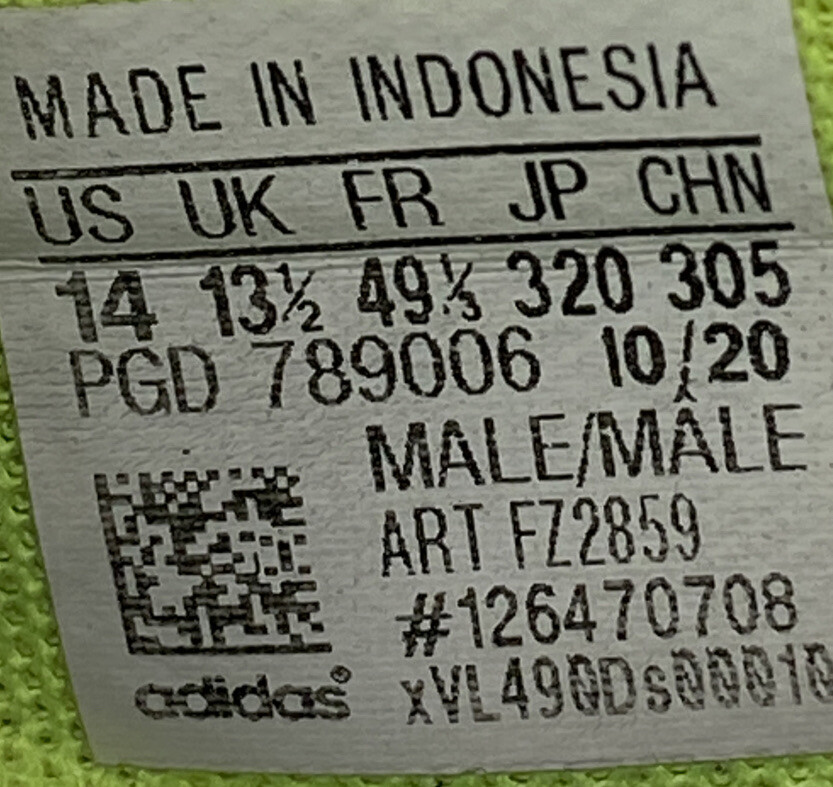 MADE IN INDONESIA
US UK FR JP CHN
14 13½ 49⅓ 320 305
PGD 789006 10/20
MALE/MÂLE
ART FZ2859
#126470708
adidas® xVL490Ds00010